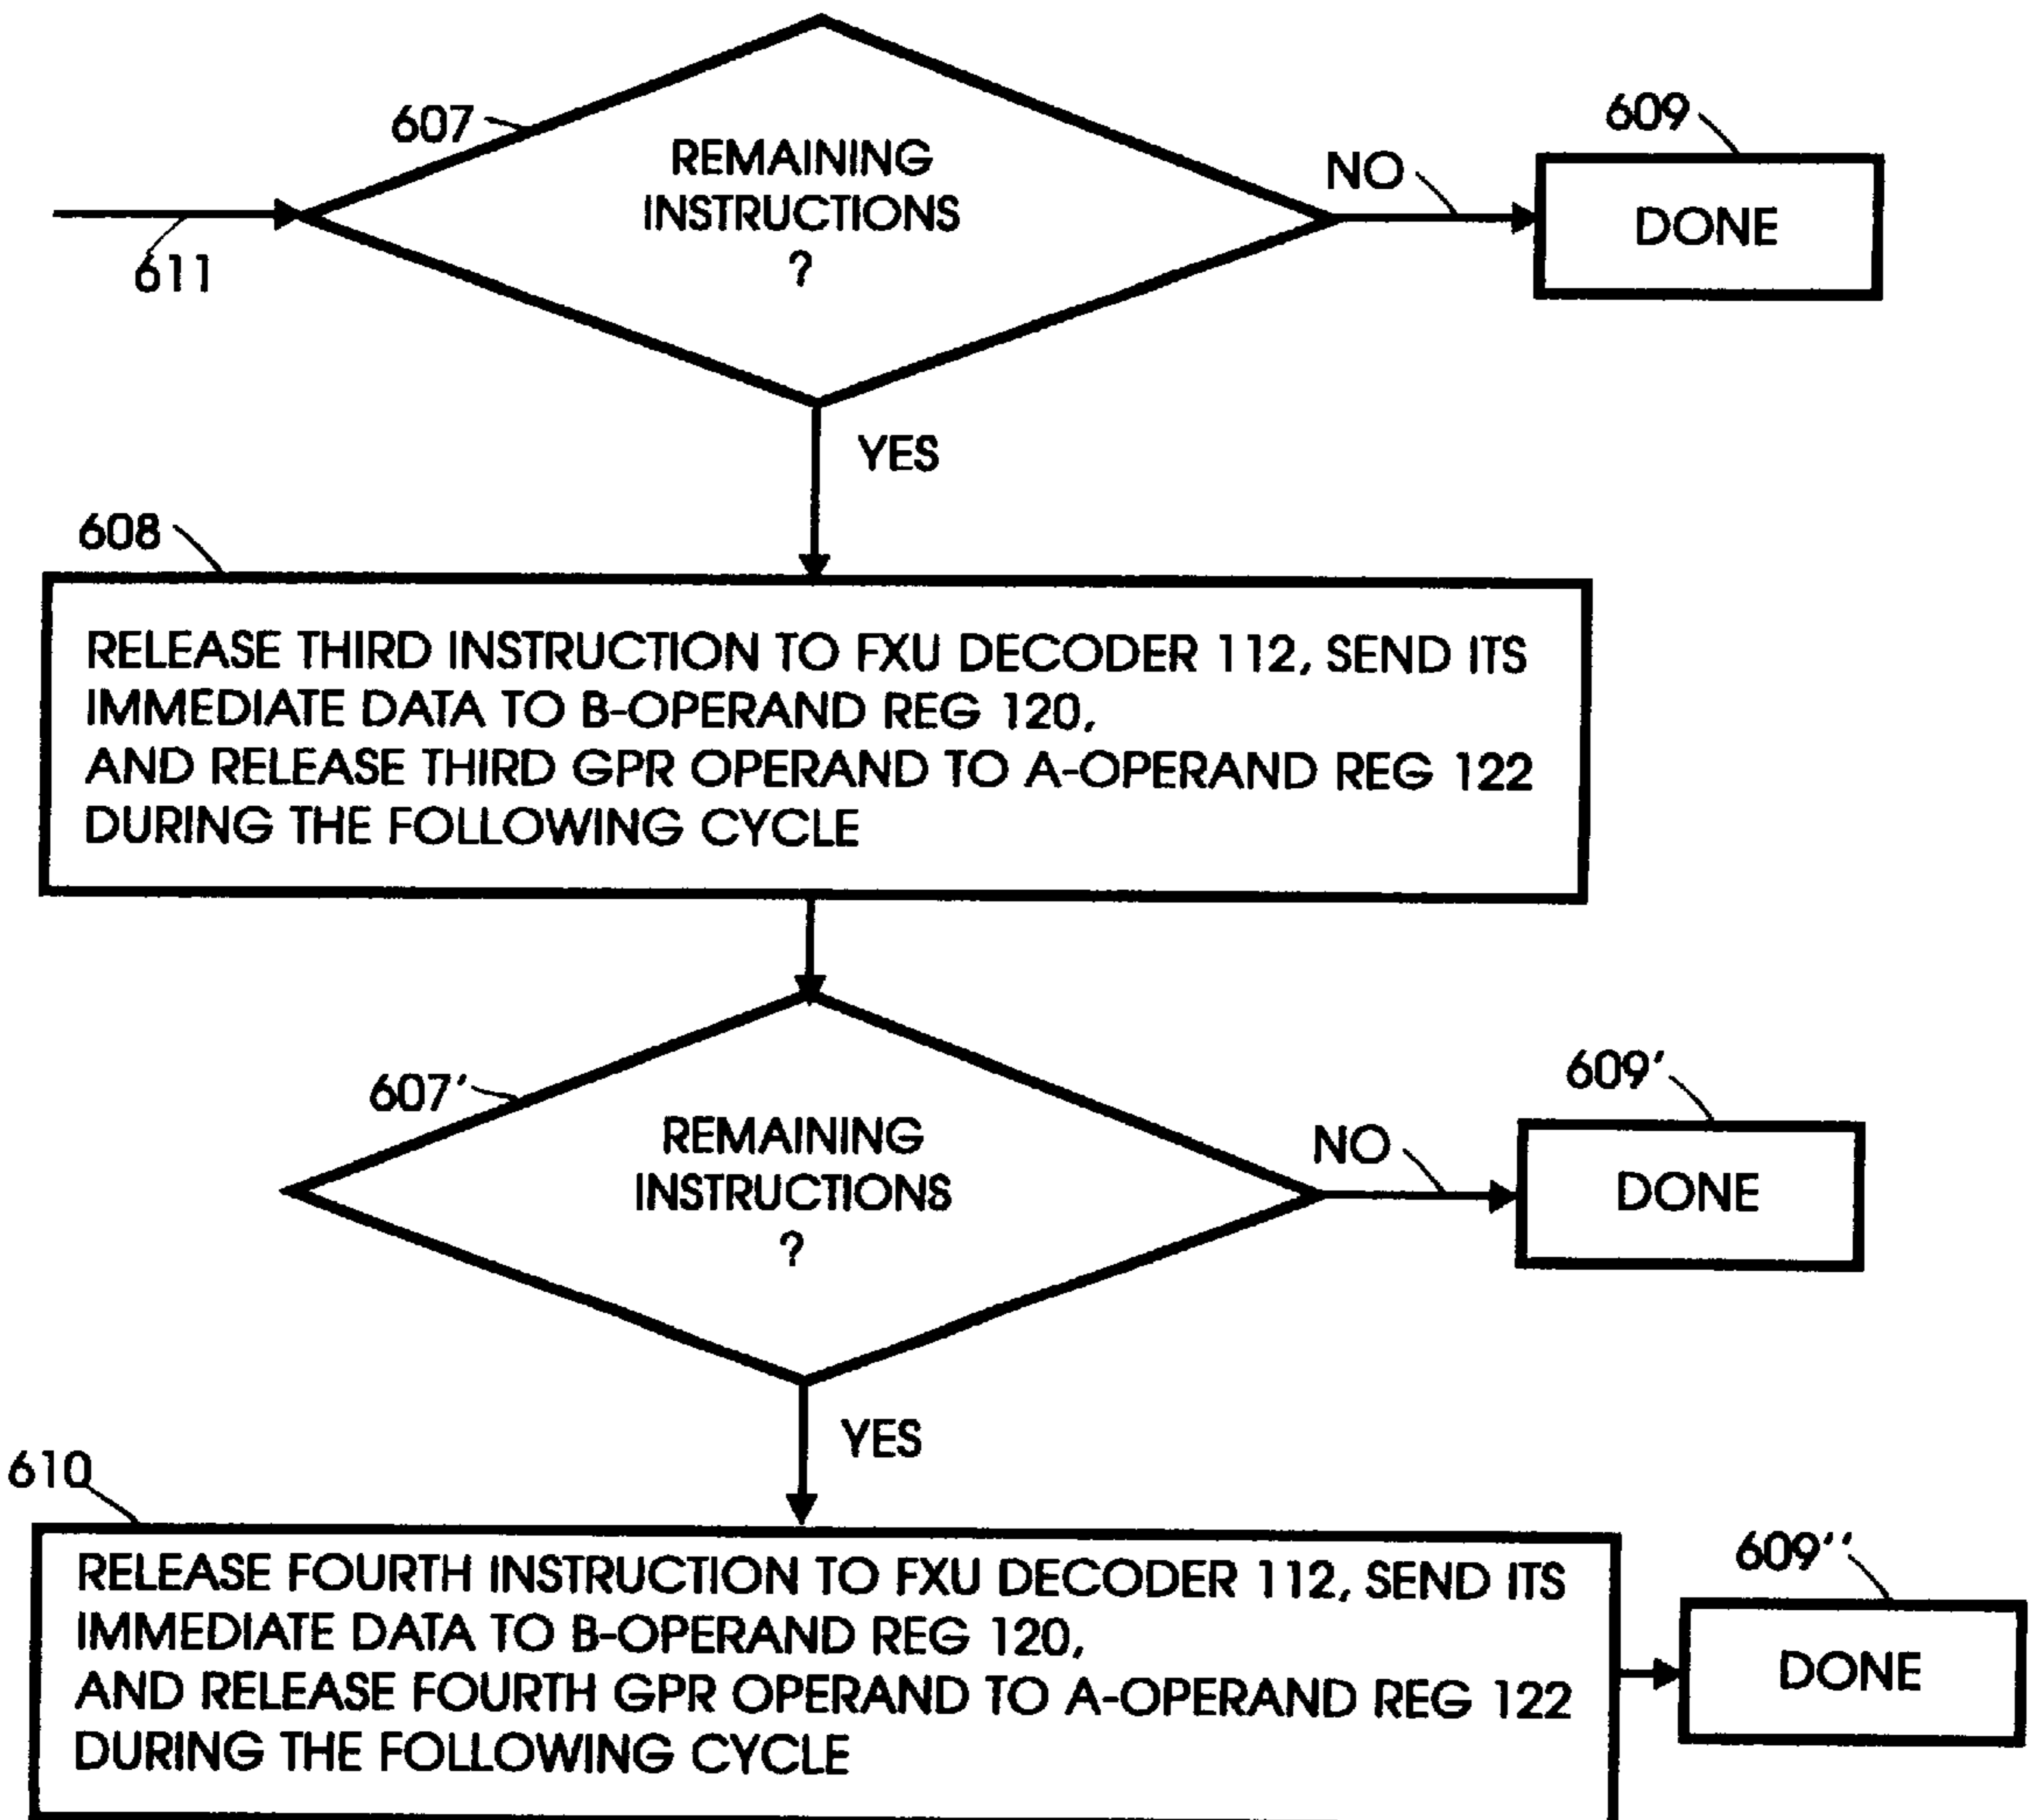 607
REMAINING
INSTRUCTIONS
?
NO
609
DONE
611
YES
608
RELEASE THIRD INSTRUCTION TO FXU DECODER 112, SEND ITS
IMMEDIATE DATA TO B-OPERAND REG 120,
AND RELEASE THIRD GPR OPERAND TO A-OPERAND REG 122
DURING THE FOLLOWING CYCLE
607'
REMAINING
INSTRUCTIONS
?
NO
609'
DONE
YES
610
RELEASE FOURTH INSTRUCTION TO FXU DECODER 112, SEND ITS
IMMEDIATE DATA TO B-OPERAND REG 120,
AND RELEASE FOURTH GPR OPERAND TO A-OPERAND REG 122
DURING THE FOLLOWING CYCLE
609''
DONE